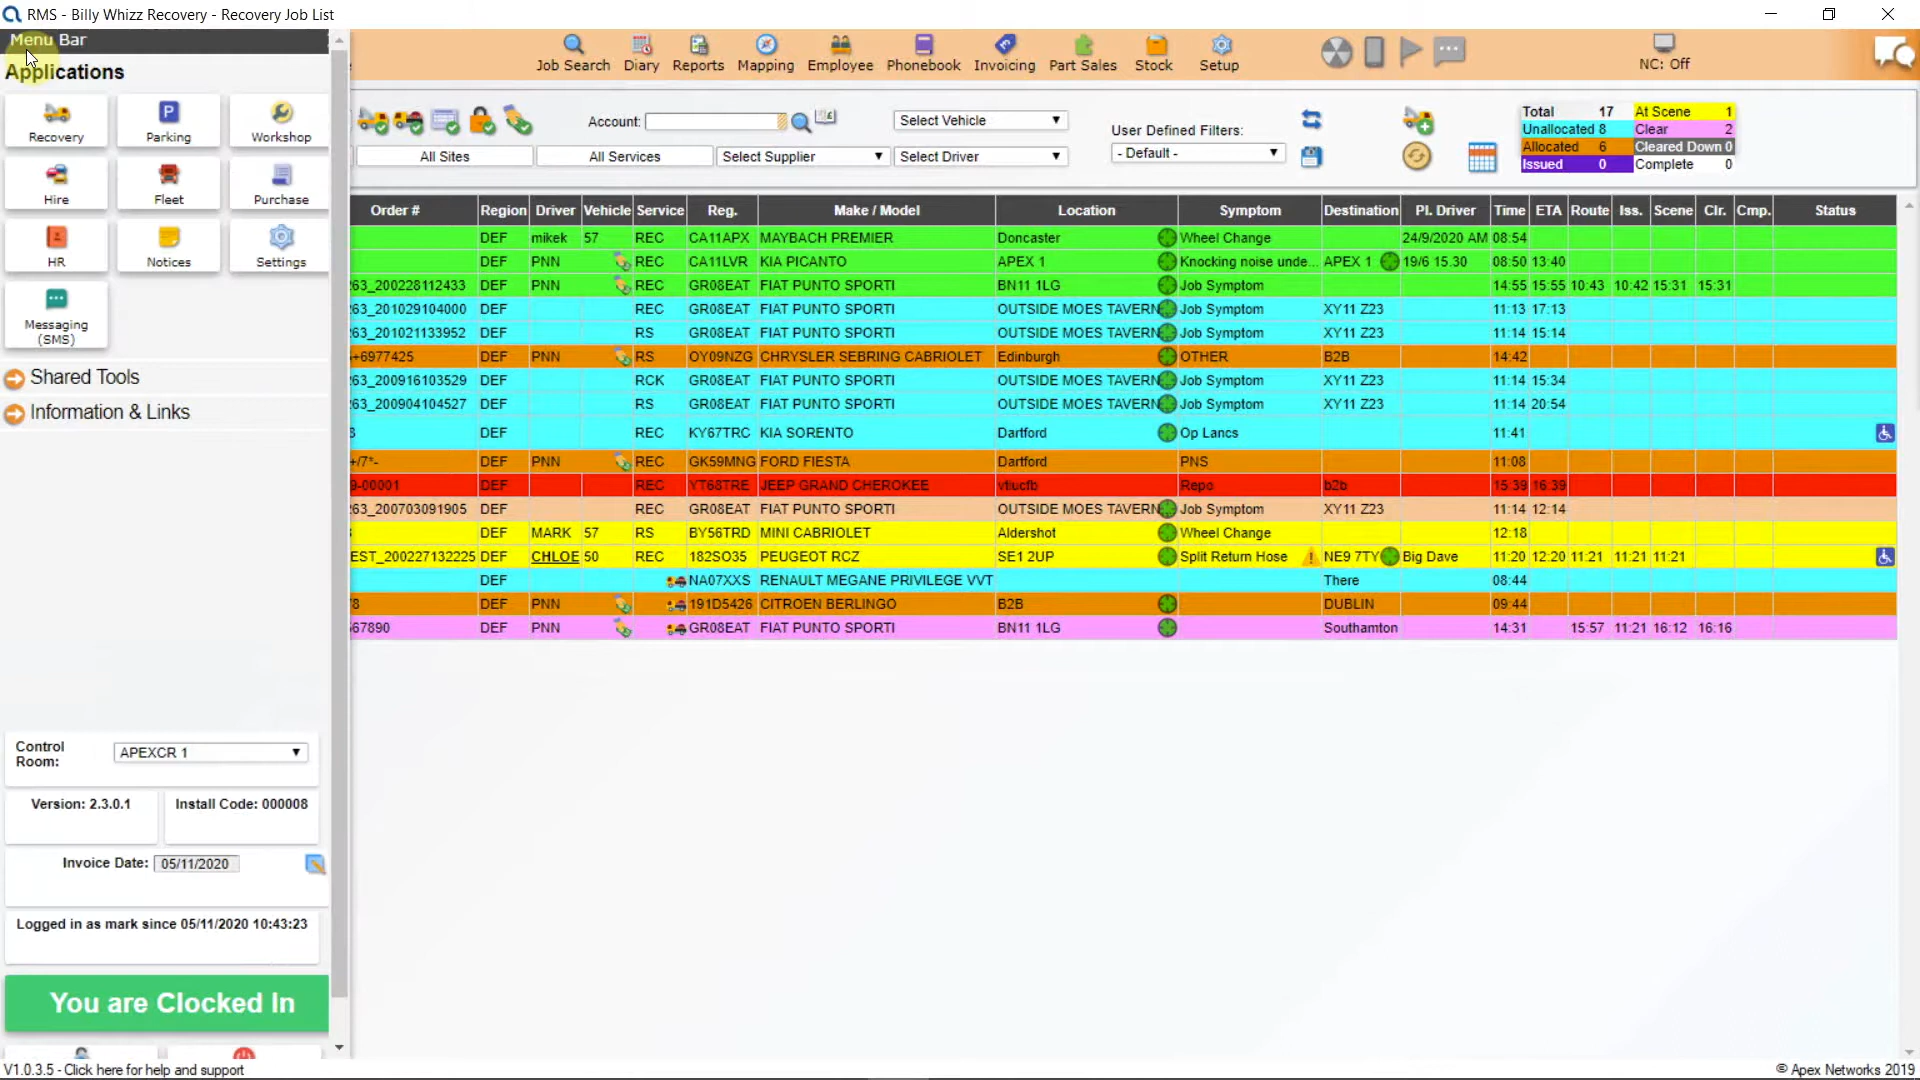 RMS - Billy Whizz Recovery - Recovery Job List
Menu Bar
Applications
Recovery Parking Workshop
Hire Fleet Purchase
HR Notices Settings
Messaging
(SMS)
Shared Tools
Information & Links
Control
Room: APEXCR 1
Version: 2.3.0.1 Install Code: 000008
Invoice Date: 05/11/2020
Logged in as mark since 05/11/2020 10:43:23
You are Clocked In
V1.0.3.5 - Click here for help and support
Job Search Diary Reports Mapping Employee Phonebook Invoicing Part Sales Stock Setup NC: Off
Account: Select Vehicle
User Defined Filters:
All Sites All Services Select Supplier Select Driver - Default -
Total 17 At Scene 1
Unallocated 8 Clear 2
Allocated 6 Cleared Down 0
Issued 0 Complete 0
Order # Region Driver Vehicle Service Reg. Make / Model Location Symptom Destination Pl. Driver Time ETA Route Iss. Scene Clr. Cmp. Status
DEF mikek 57 REC CA11APX MAYBACH PREMIER Doncaster Wheel Change 24/9/2020 AM 08:54
DEF PNN REC CA11LVR KIA PICANTO APEX 1 Knocking noise unde... APEX 1 19/6 15.30 08:50 13:40
63_200228112433 DEF PNN REC GR08EAT FIAT PUNTO SPORTI BN11 1LG Job Symptom 14:55 15:55 10:43 10:42 15:31 15:31
63_201029104000 DEF REC GR08EAT FIAT PUNTO SPORTI OUTSIDE MOES TAVERN Job Symptom XY11 Z23 11:13 17:13
63_201021133952 DEF RS GR08EAT FIAT PUNTO SPORTI OUTSIDE MOES TAVERN Job Symptom XY11 Z23 11:14 15:14
+6977425 DEF PNN RS OY09NZG CHRYSLER SEBRING CABRIOLET Edinburgh OTHER B2B 14:42
63_200916103529 DEF RCK GR08EAT FIAT PUNTO SPORTI OUTSIDE MOES TAVERN Job Symptom XY11 Z23 11:14 15:34
63_200904104527 DEF RS GR08EAT FIAT PUNTO SPORTI OUTSIDE MOES TAVERN Job Symptom XY11 Z23 11:14 20:54
DEF REC KY67TRC KIA SORENTO Dartford Op Lancs 11:41
+/7*- DEF PNN REC GK59MNG FORD FIESTA Dartford PNS 11:08
9-00001 DEF REC YT68TRE JEEP GRAND CHEROKEE vtiucfb Repo b2b 15:39 16:39
63_200703091905 DEF REC GR08EAT FIAT PUNTO SPORTI OUTSIDE MOES TAVERN Job Symptom XY11 Z23 11:14 12:14
DEF MARK 57 RS BY56TRD MINI CABRIOLET Aldershot Wheel Change 12:18
EST_200227132225 DEF CHLOE 50 REC 182SO35 PEUGEOT RCZ SE1 2UP Split Return Hose NE9 7TY Big Dave 11:20 12:20 11:21 11:21 11:21
DEF NA07XXS RENAULT MEGANE PRIVILEGE VVT There 08:44
8 DEF PNN 191D5426 CITROEN BERLINGO B2B DUBLIN 09:44
67890 DEF PNN GR08EAT FIAT PUNTO SPORTI BN11 1LG Southamton 14:31 15:57 11:21 16:12 16:16
© Apex Networks 2019